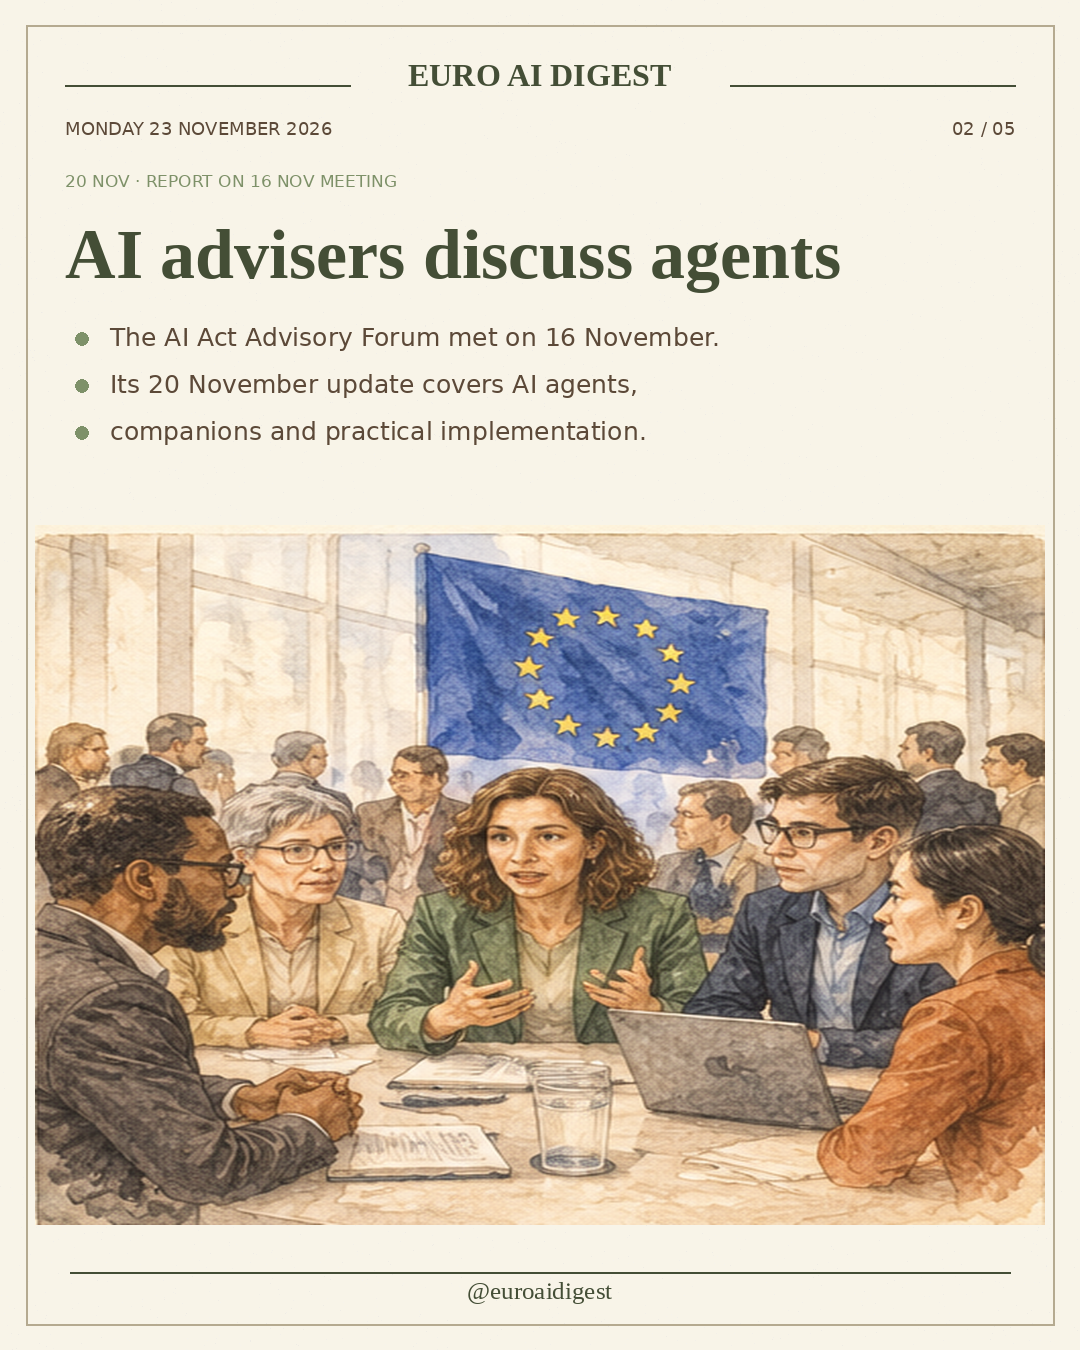 EURO AI DIGEST
MONDAY 23 NOVEMBER 2026
02 / 05
20 NOV · REPORT ON 16 NOV MEETING
AI advisers discuss agents
The AI Act Advisory Forum met on 16 November.
Its 20 November update covers AI agents,
companions and practical implementation.
@euroaidigest